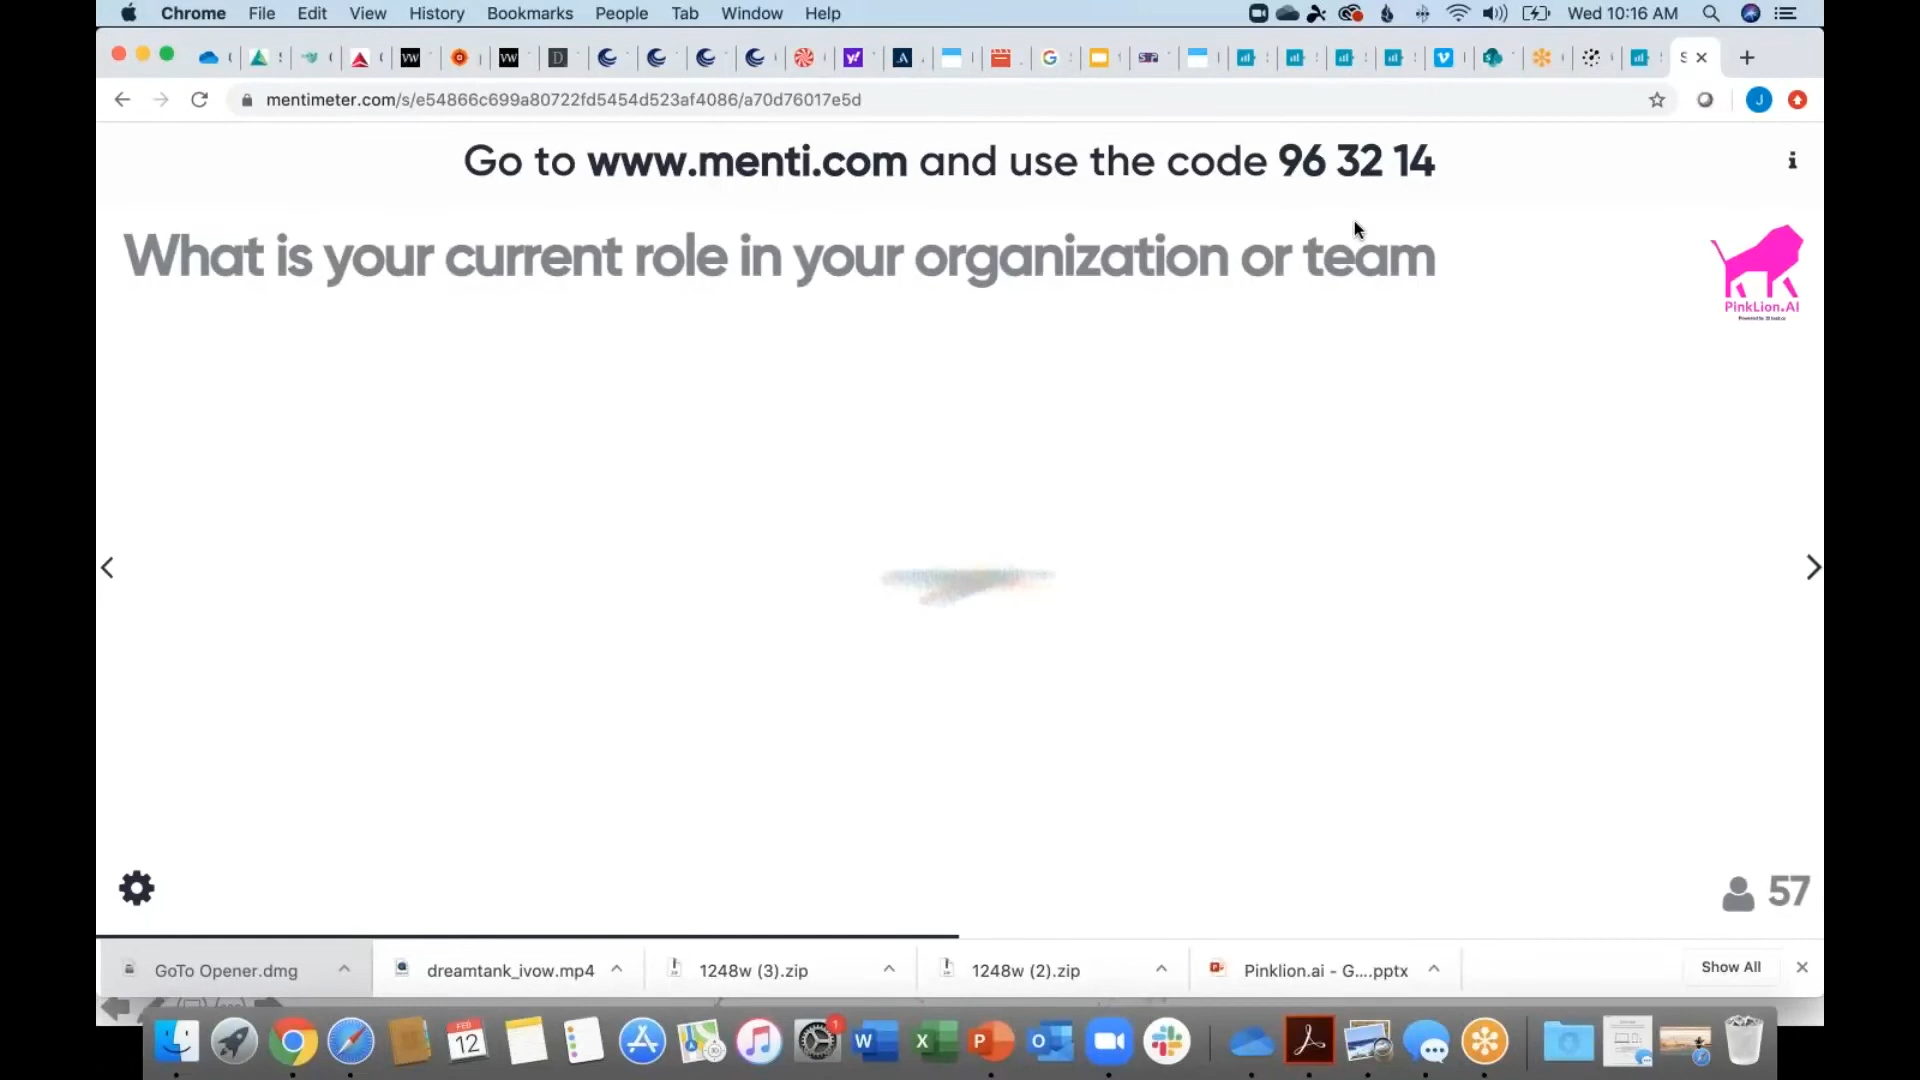 Chrome File Edit View History Bookmarks People Tab Window Help Wed 10:16 AM
mentimeter.com/s/e54866c699a80722fd5454d523af4086/a70d76017e5d
J
Go to www.menti.com and use the code 96 32 14
What is your current role in your organization or team
PinkLion.AI
57
GoTo Opener.dmg
dreamtank_ivow.mp4
1248w (3).zip
1248w (2).zip
Pinklion.ai - G....pptx
Show All
FEB
12
1